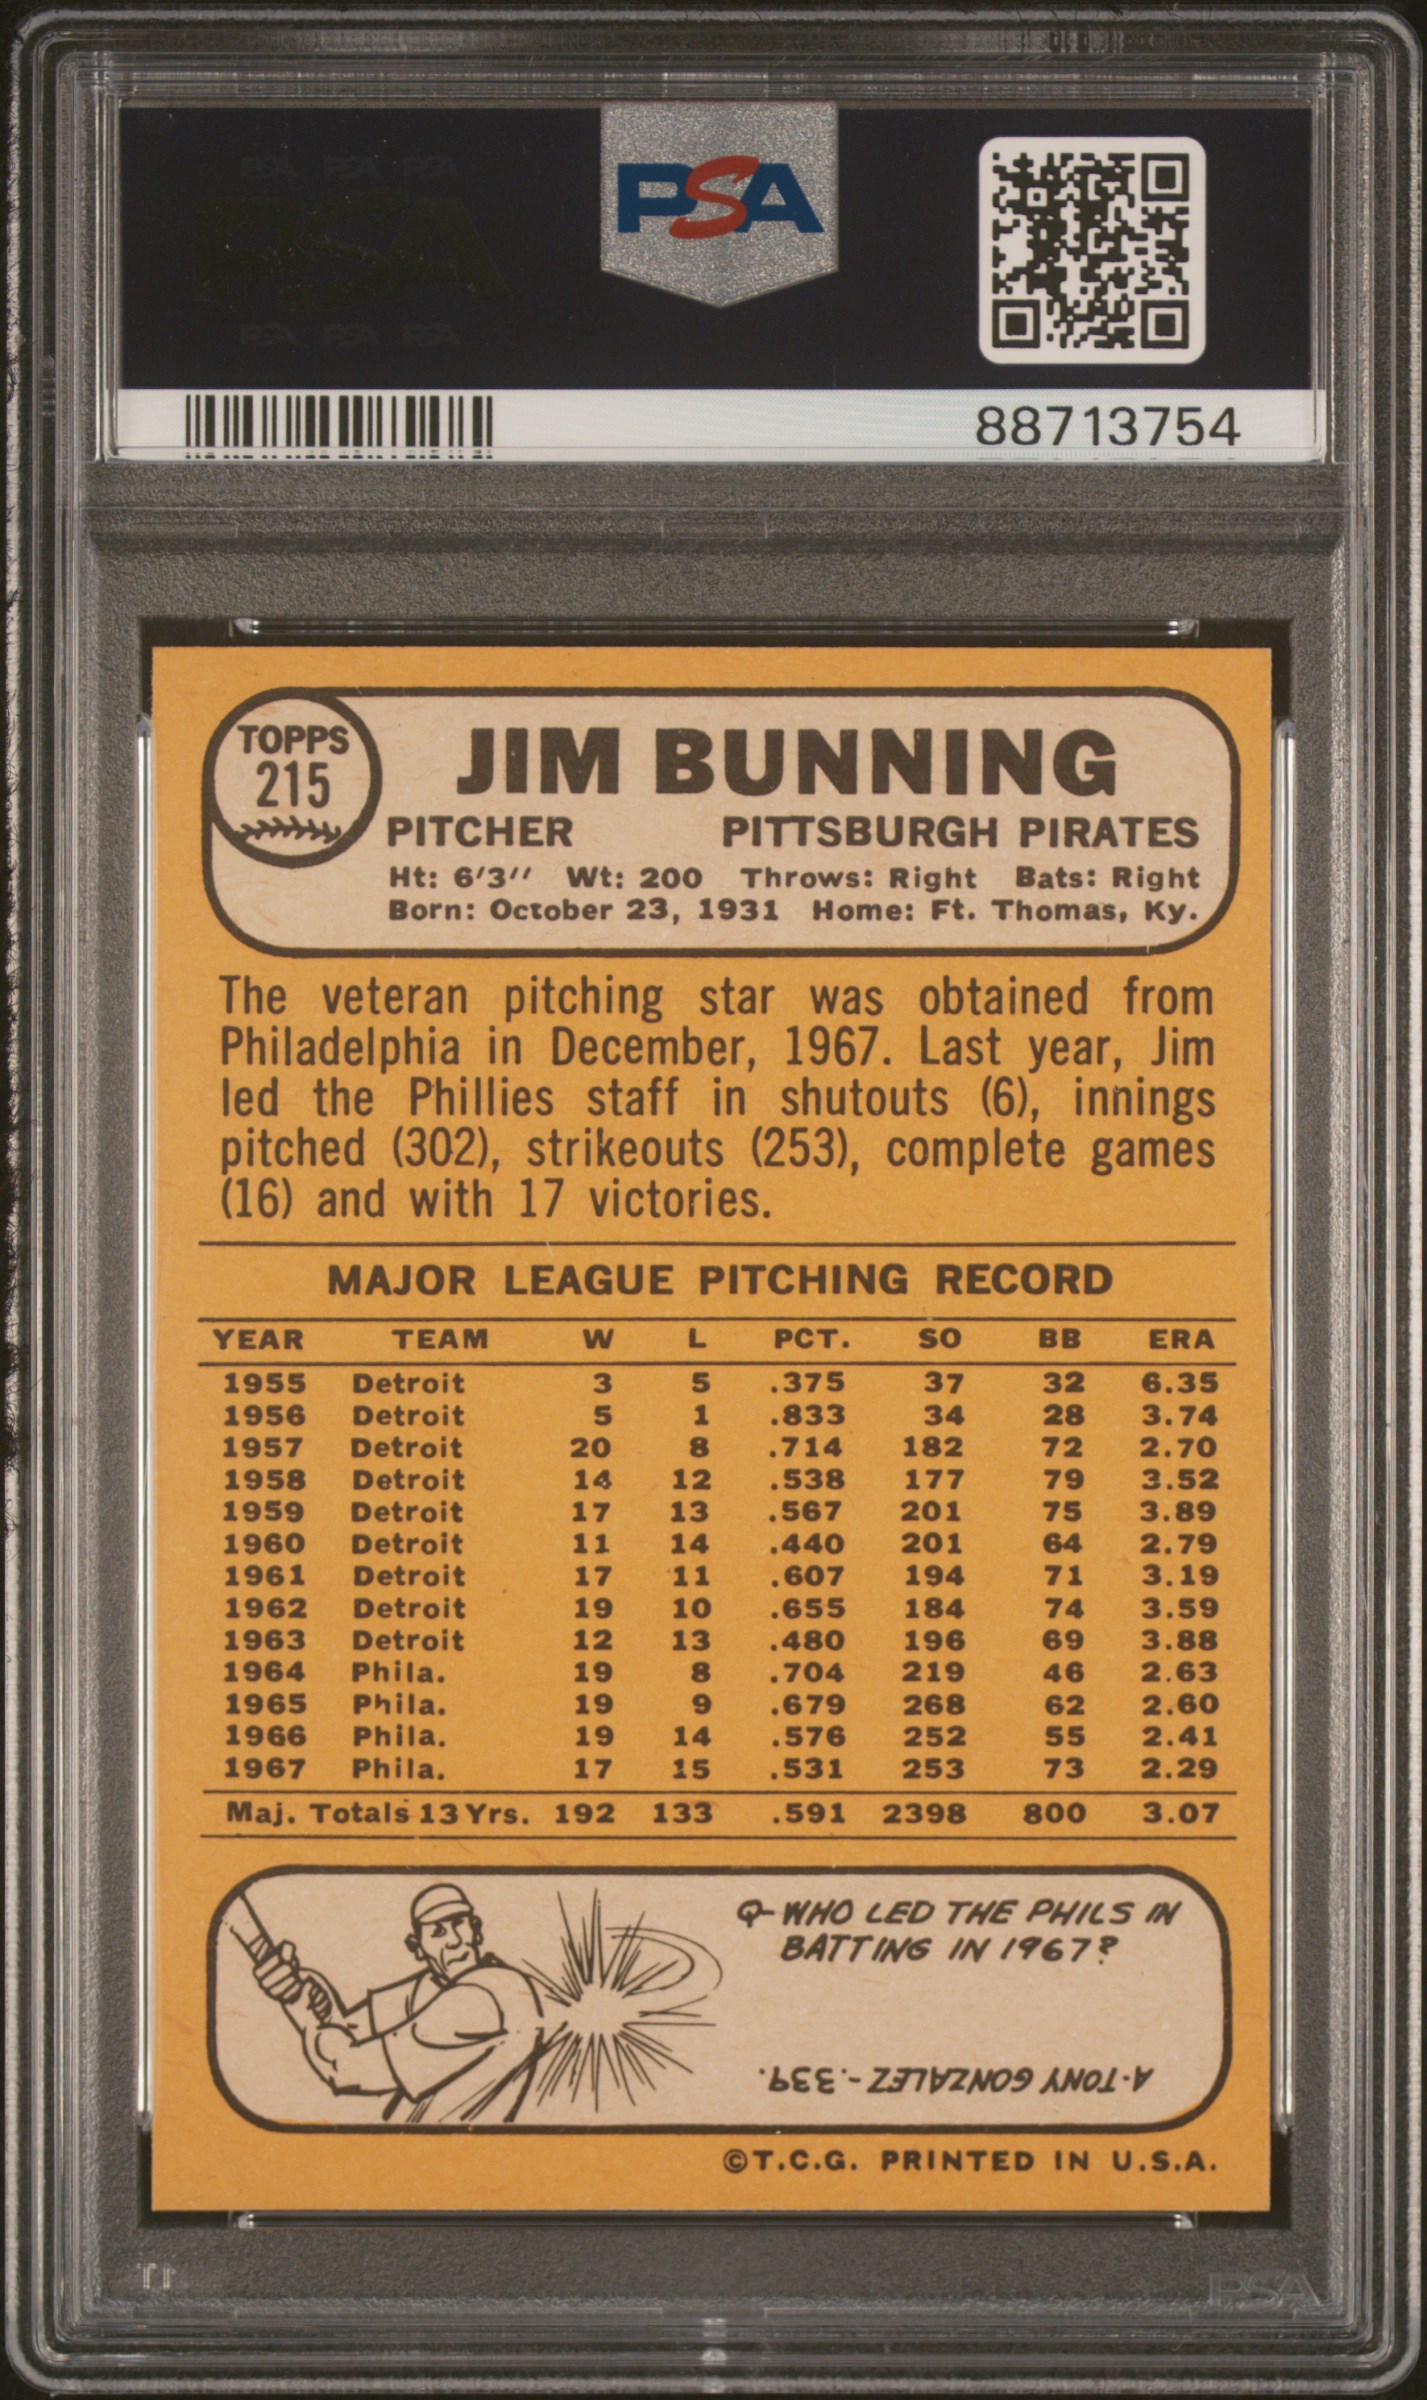 PSA
88713754
TOPPS
215
JIM BUNNING
PITCHER PITTSBURGH PIRATES
Ht: 6'3'' Wt: 200 Throws: Right Bats: Right
Born: October 23, 1931 Home: Ft. Thomas, Ky.
The veteran pitching star was obtained from
Philadelphia in December, 1967. Last year, Jim
led the Phillies staff in shutouts (6), innings
pitched (302), strikeouts (253), complete games
(16) and with 17 victories.
MAJOR LEAGUE PITCHING RECORD
YEAR TEAM W L PCT. SO BB ERA
1955 Detroit 3 5 .375 37 32 6.35
1956 Detroit 5 1 .833 34 28 3.74
1957 Detroit 20 8 .714 182 72 2.70
1958 Detroit 14 12 .538 177 79 3.52
1959 Detroit 17 13 .567 201 75 3.89
1960 Detroit 11 14 .440 201 64 2.79
1961 Detroit 17 11 .607 194 71 3.19
1962 Detroit 19 10 .655 184 74 3.59
1963 Detroit 12 13 .480 196 69 3.88
1964 Phila. 19 8 .704 219 46 2.63
1965 Phila. 19 9 .679 268 62 2.60
1966 Phila. 19 14 .576 252 55 2.41
1967 Phila. 17 15 .531 253 73 2.29
Maj. Totals 13 Yrs. 192 133 .591 2398 800 3.07
Q-WHO LED THE PHILS IN
BATTING IN 1967?
A-TONY GONZALEZ-.339.
©T.C.G. PRINTED IN U.S.A.
PSA